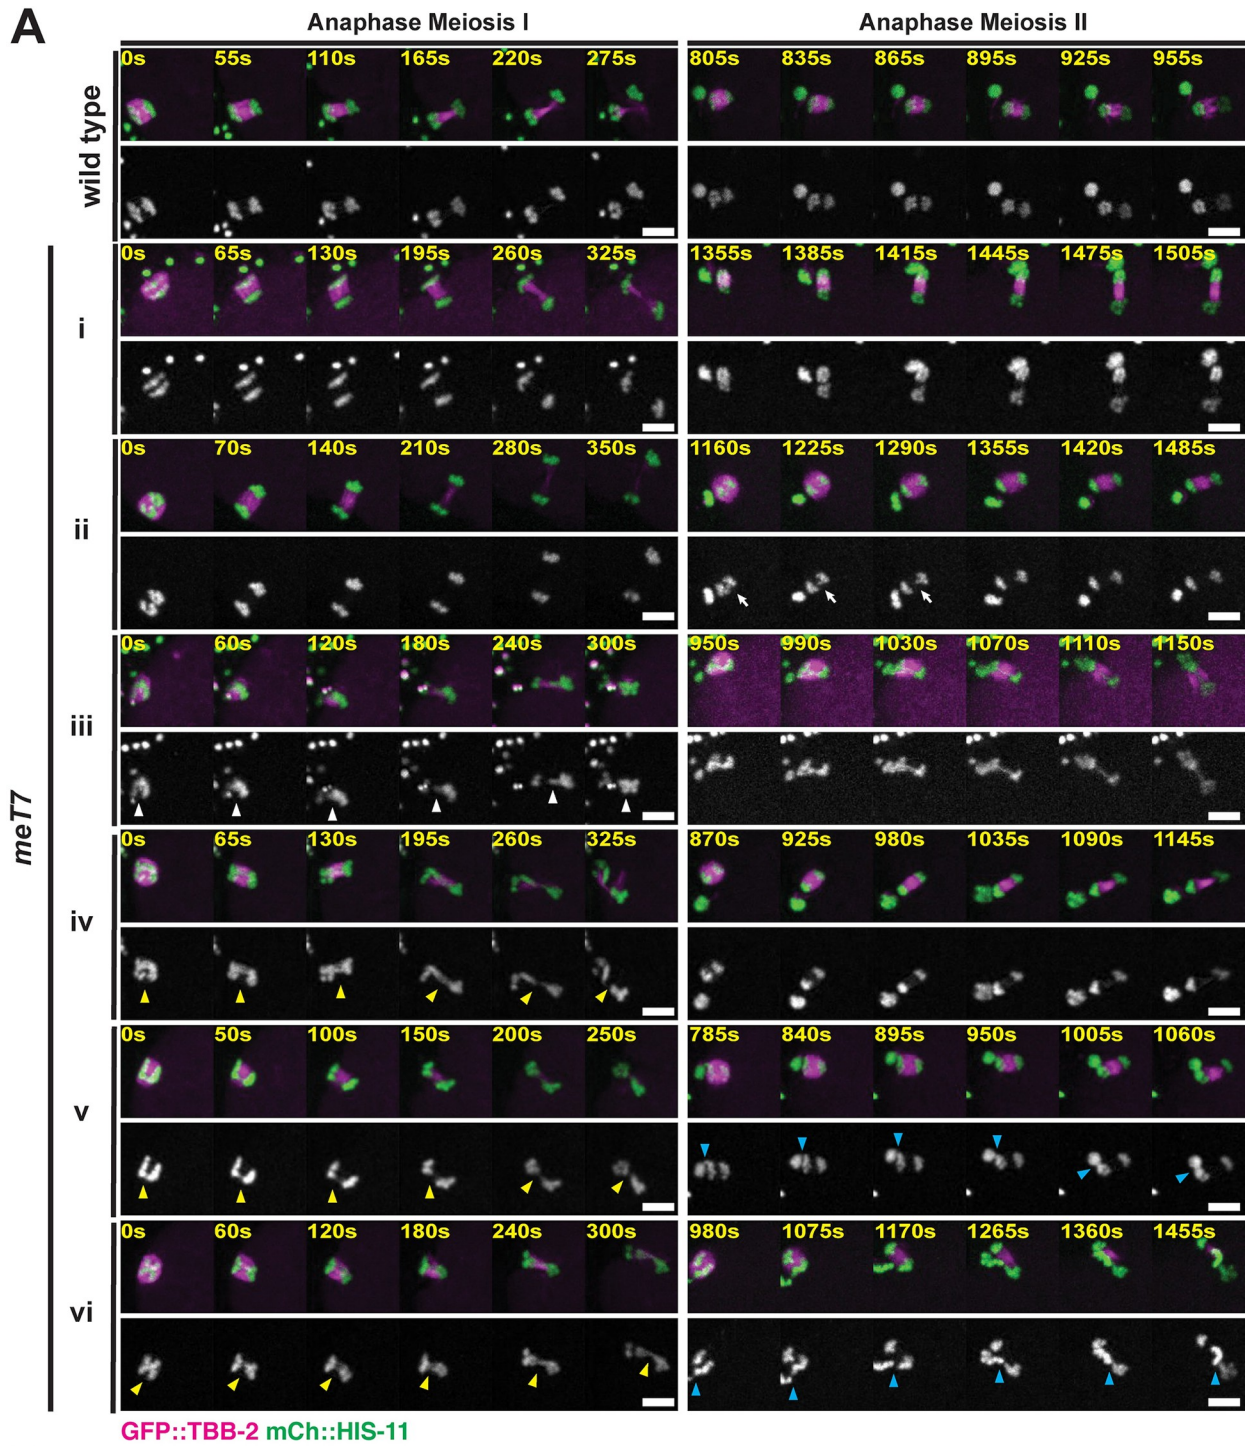 A
Anaphase Meiosis I
Anaphase Meiosis II
wild type
0s 55s 110s 165s 220s 275s
805s 835s 865s 895s 925s 955s
meT7
i
0s 65s 130s 195s 260s 325s
1355s 1385s 1415s 1445s 1475s 1505s
ii
0s 70s 140s 210s 280s 350s
1160s 1225s 1290s 1355s 1420s 1485s
iii
0s 60s 120s 180s 240s 300s
950s 990s 1030s 1070s 1110s 1150s
iv
0s 65s 130s 195s 260s 325s
870s 925s 980s 1035s 1090s 1145s
v
0s 50s 100s 150s 200s 250s
785s 840s 895s 950s 1005s 1060s
vi
0s 60s 120s 180s 240s 300s
980s 1075s 1170s 1265s 1360s 1455s
GFP::TBB-2 mCh::HIS-11